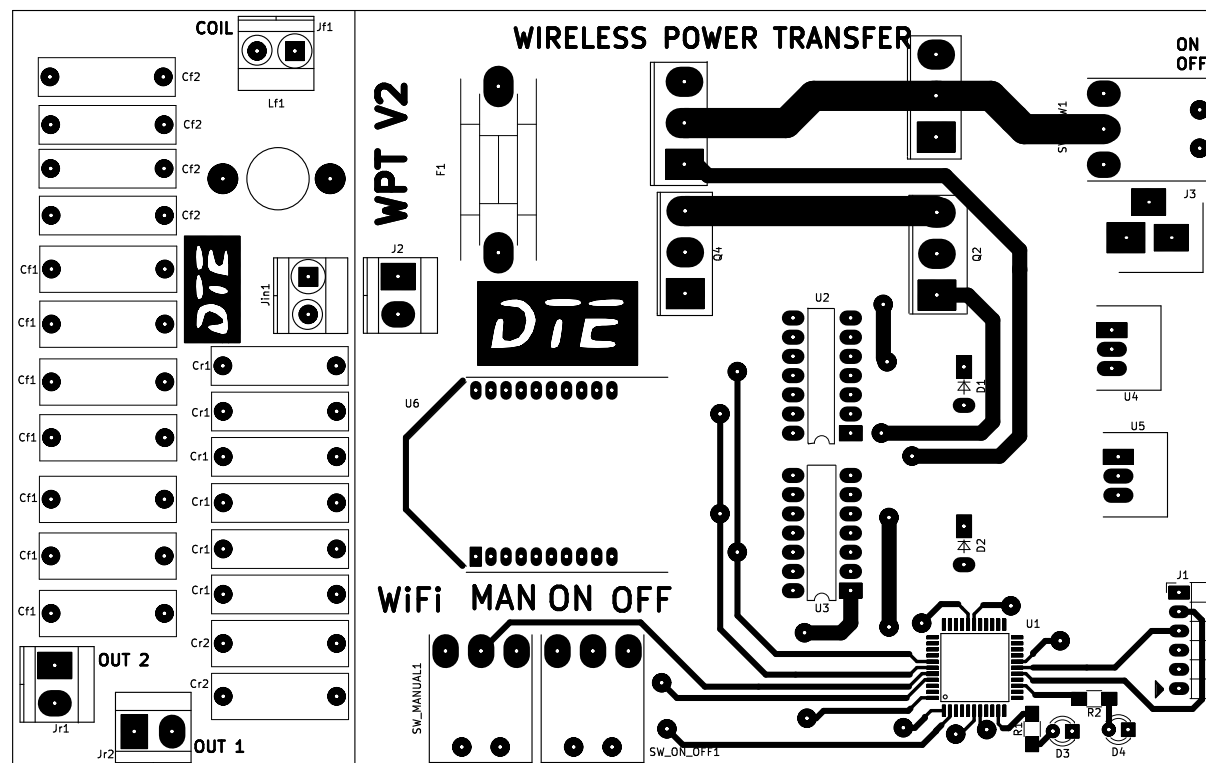 COIL
Jf1
WIRELESS POWER TRANSFER
ON
OFF
Lf1
Cf2
Cf2
Cf2
Cf2
WPT V2
F1
J3
Q4
Q2
J2
Jin1
DTE
DTE
Cf1
Cf1
Cf1
Cf1
Cf1
Cf1
Cf1
Cr1
Cr1
Cr1
Cr1
Cr1
Cr1
Cr2
Cr2
U2
D1
U4
U6
U5
D2
U3
WiFi MAN ON OFF
J1
U1
OUT 2
SW_MANUAL1
R2
R1
Jr1
Jr2
OUT 1
SW_ON_OFF1
D3
D4